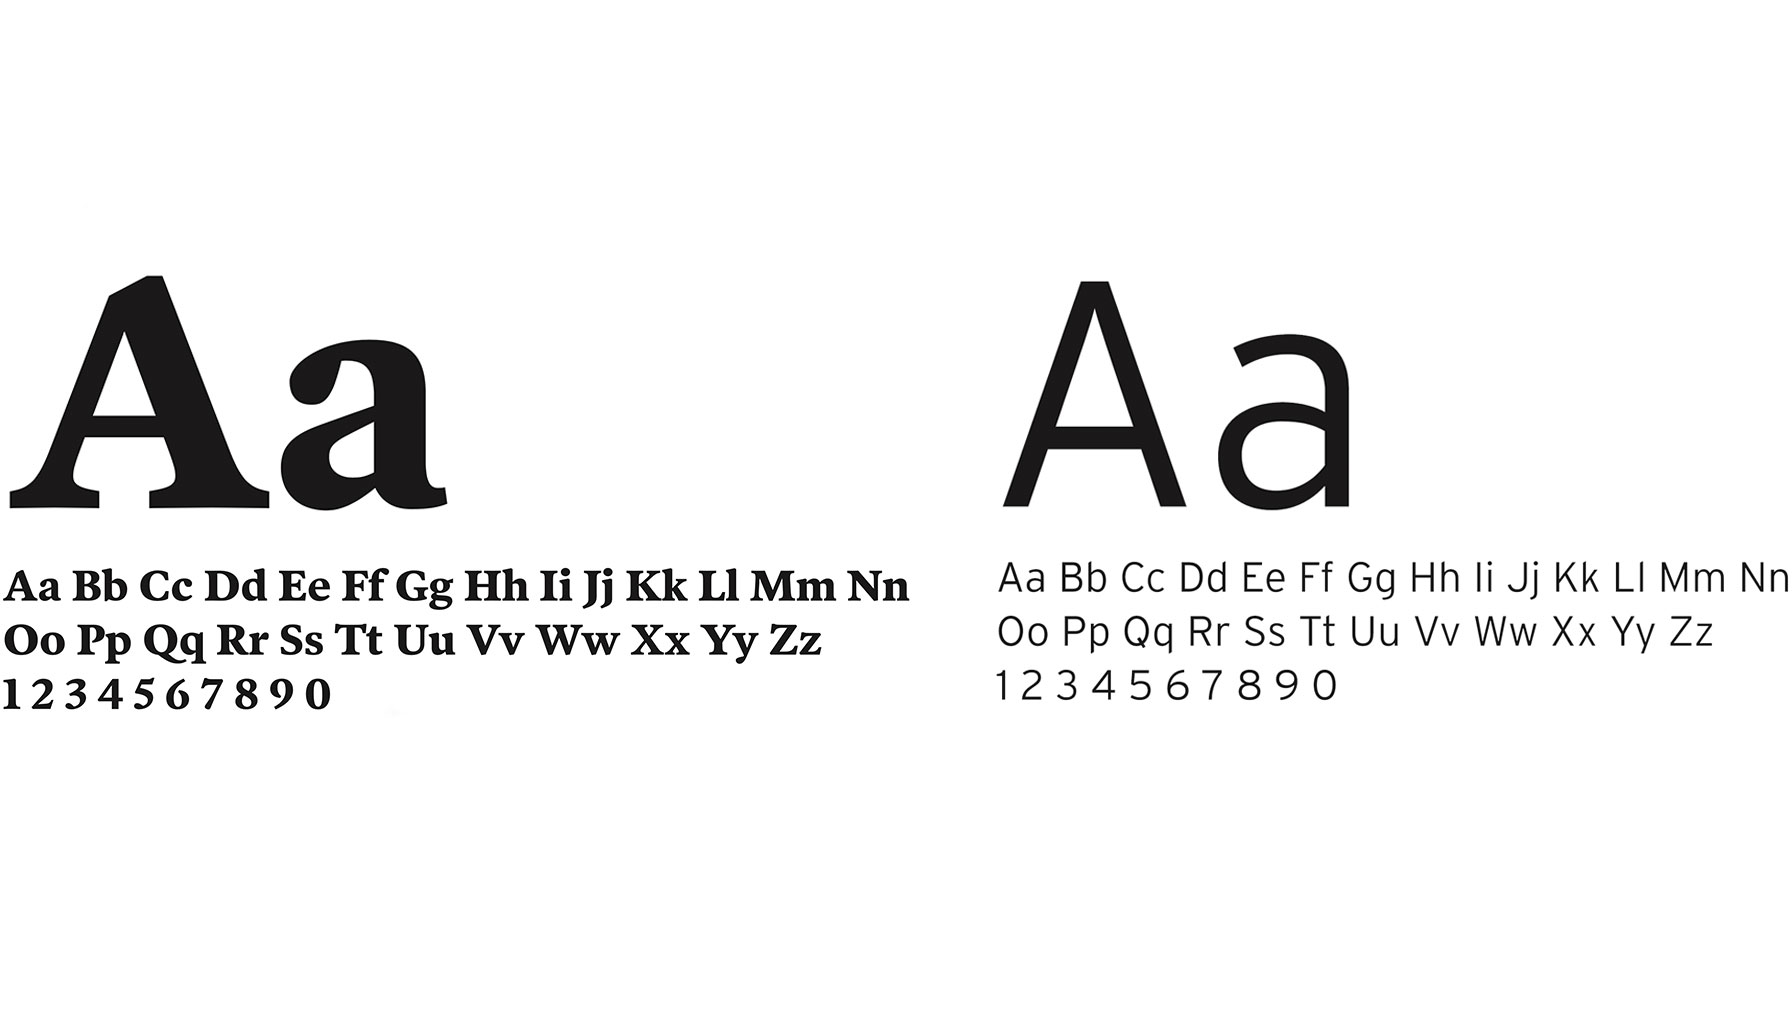 Aa
Aa Bb Cc Dd Ee Ff Gg Hh Ii Jj Kk Ll Mm Nn
Oo Pp Qq Rr Ss Tt Uu Vv Ww Xx Yy Zz
1 2 3 4 5 6 7 8 9 0
Aa
Aa Bb Cc Dd Ee Ff Gg Hh Ii Jj Kk Ll Mm Nn
Oo Pp Qq Rr Ss Tt Uu Vv Ww Xx Yy Zz
1 2 3 4 5 6 7 8 9 0